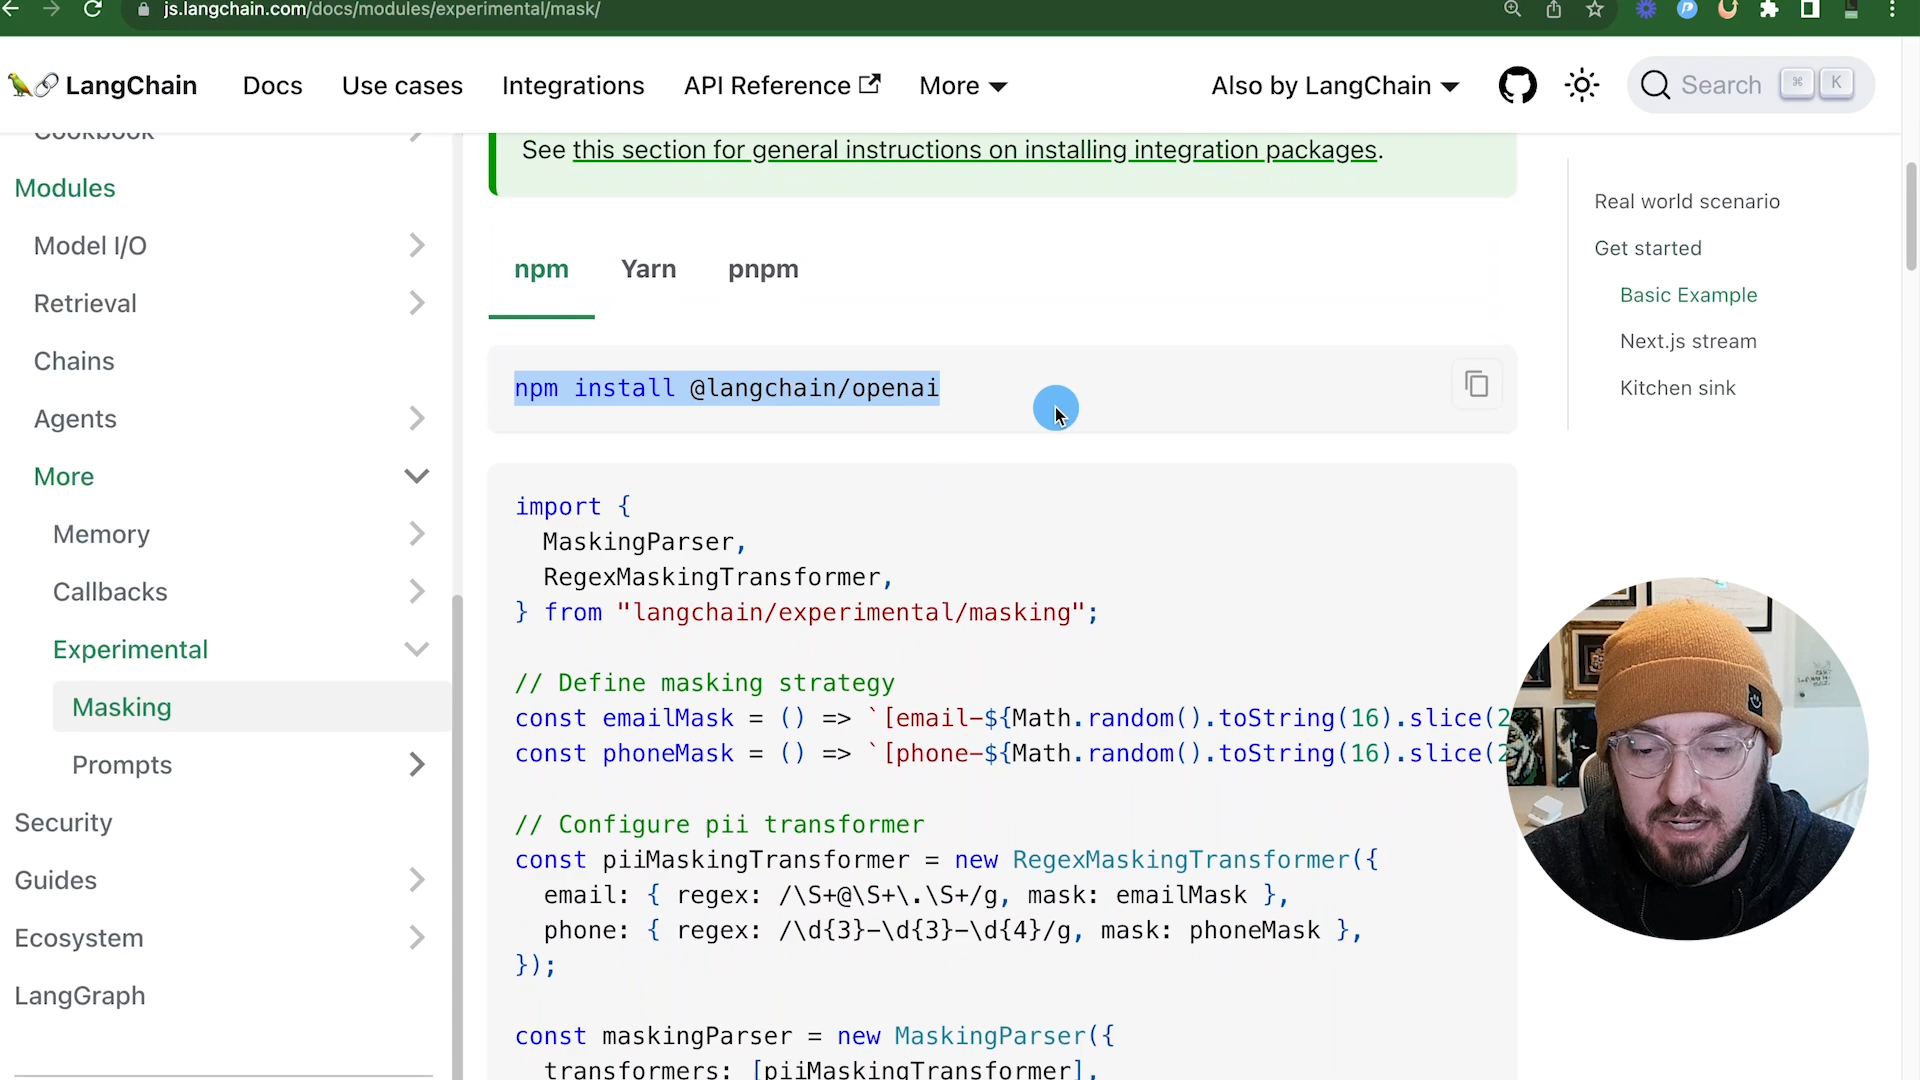 js.langchain.com/docs/modules/experimental/mask/
LangChain
Docs
Use cases
Integrations
API Reference
More
Also by LangChain
Search
⌘ K
Cookbook
Modules
Model I/O
Retrieval
Chains
Agents
More
Memory
Callbacks
Experimental
Masking
Prompts
Security
Guides
Ecosystem
LangGraph
See this section for general instructions on installing integration packages.
npm
Yarn
pnpm
npm install @langchain/openai
import {
MaskingParser,
RegexMaskingTransformer,
} from "langchain/experimental/masking";
// Define masking strategy
const emailMask = () => `[email-${Math.random().toString(16).slice(2
const phoneMask = () => `[phone-${Math.random().toString(16).slice(2
// Configure pii transformer
const piiMaskingTransformer = new RegexMaskingTransformer({
email: { regex: /\S+@\S+\.\S+/g, mask: emailMask },
phone: { regex: /\d{3}-\d{3}-\d{4}/g, mask: phoneMask },
});
const maskingParser = new MaskingParser({
transformers: [piiMaskingTransformer],
Real world scenario
Get started
Basic Example
Next.js stream
Kitchen sink